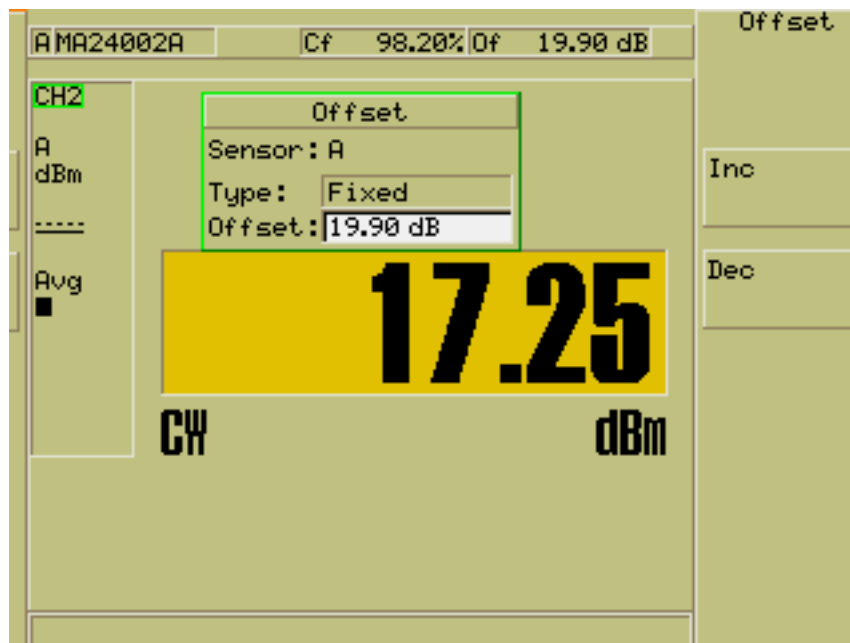 Offset
A MA24002A Cf 98.20% Of 19.90 dB
CH2
A
dBm
-----
Avg
Offset
Sensor: A
Type: Fixed
Offset: 19.90 dB
17.25
CW dBm
Inc
Dec